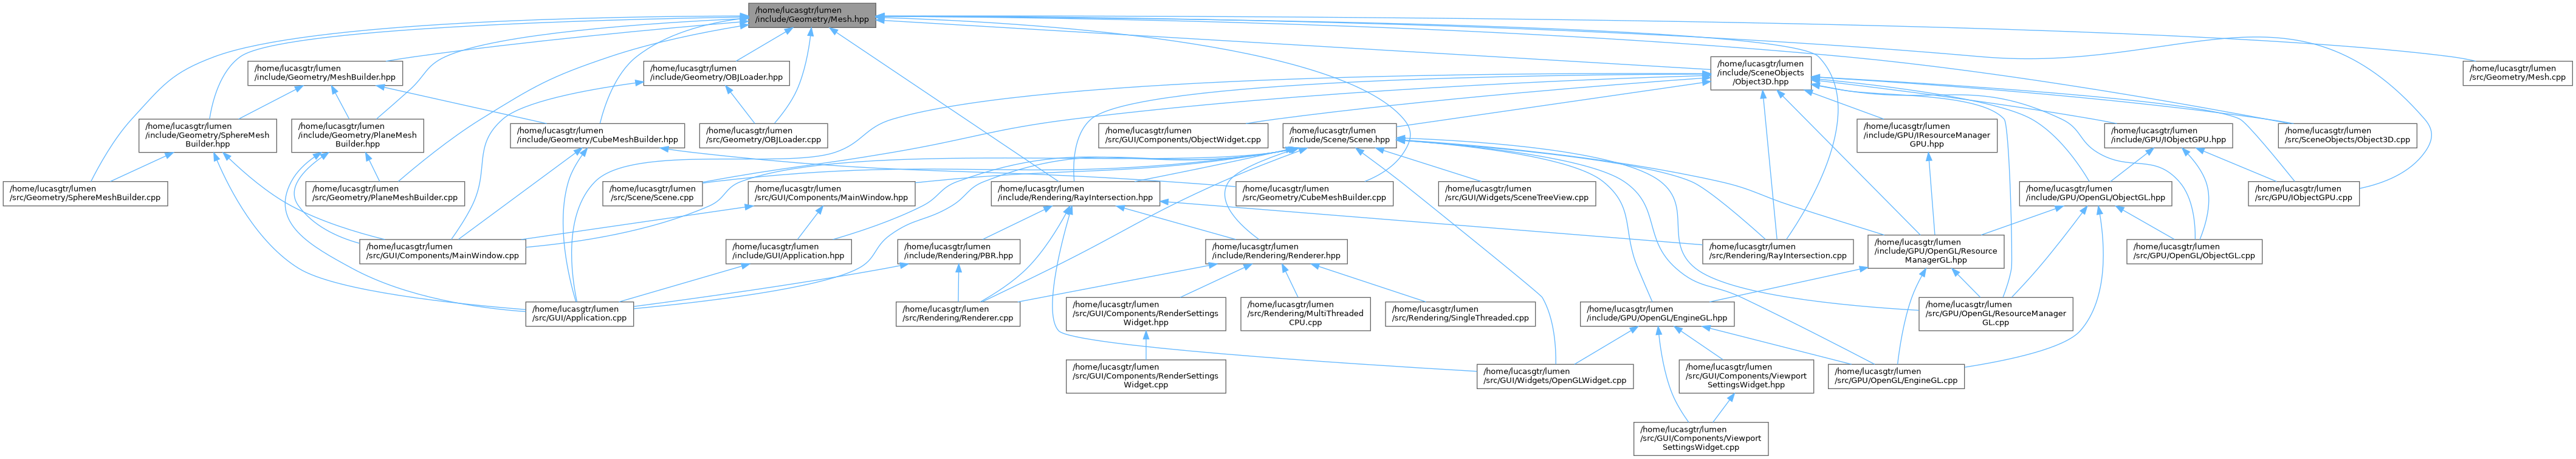 /home/lucasgtr/lumen
/include/Geometry/Mesh.hpp
/home/lucasgtr/lumen
/include/Geometry/MeshBuilder.hpp
/home/lucasgtr/lumen
/include/Geometry/OBJLoader.hpp
/home/lucasgtr/lumen
/include/SceneObjects
/Object3D.hpp
/home/lucasgtr/lumen
/src/Geometry/Mesh.cpp
/home/lucasgtr/lumen
/include/Geometry/SphereMesh
Builder.hpp
/home/lucasgtr/lumen
/include/Geometry/PlaneMesh
Builder.hpp
/home/lucasgtr/lumen
/include/Geometry/CubeMeshBuilder.hpp
/home/lucasgtr/lumen
/src/Geometry/OBJLoader.cpp
/home/lucasgtr/lumen
/src/GUI/Components/ObjectWidget.cpp
/home/lucasgtr/lumen
/include/Scene/Scene.hpp
/home/lucasgtr/lumen
/include/GPU/IResourceManager
GPU.hpp
/home/lucasgtr/lumen
/include/GPU/IObjectGPU.hpp
/home/lucasgtr/lumen
/src/SceneObjects/Object3D.cpp
/home/lucasgtr/lumen
/src/Geometry/SphereMeshBuilder.cpp
/home/lucasgtr/lumen
/src/Geometry/PlaneMeshBuilder.cpp
/home/lucasgtr/lumen
/src/Scene/Scene.cpp
/home/lucasgtr/lumen
/src/GUI/Components/MainWindow.hpp
/home/lucasgtr/lumen
/include/Rendering/RayIntersection.hpp
/home/lucasgtr/lumen
/src/Geometry/CubeMeshBuilder.cpp
/home/lucasgtr/lumen
/src/GUI/Widgets/SceneTreeView.cpp
/home/lucasgtr/lumen
/include/GPU/OpenGL/ObjectGL.hpp
/home/lucasgtr/lumen
/src/GPU/IObjectGPU.cpp
/home/lucasgtr/lumen
/src/GUI/Components/MainWindow.cpp
/home/lucasgtr/lumen
/include/GUI/Application.hpp
/home/lucasgtr/lumen
/include/Rendering/PBR.hpp
/home/lucasgtr/lumen
/include/Rendering/Renderer.hpp
/home/lucasgtr/lumen
/src/Rendering/RayIntersection.cpp
/home/lucasgtr/lumen
/include/GPU/OpenGL/Resource
ManagerGL.hpp
/home/lucasgtr/lumen
/src/GPU/OpenGL/ObjectGL.cpp
/home/lucasgtr/lumen
/src/GUI/Application.cpp
/home/lucasgtr/lumen
/src/Rendering/Renderer.cpp
/home/lucasgtr/lumen
/src/GUI/Components/RenderSettings
Widget.hpp
/home/lucasgtr/lumen
/src/Rendering/MultiThreaded
CPU.cpp
/home/lucasgtr/lumen
/src/Rendering/SingleThreaded.cpp
/home/lucasgtr/lumen
/include/GPU/OpenGL/EngineGL.hpp
/home/lucasgtr/lumen
/src/GPU/OpenGL/ResourceManager
GL.cpp
/home/lucasgtr/lumen
/src/GUI/Components/RenderSettings
Widget.cpp
/home/lucasgtr/lumen
/src/GUI/Widgets/OpenGLWidget.cpp
/home/lucasgtr/lumen
/src/GUI/Components/Viewport
SettingsWidget.hpp
/home/lucasgtr/lumen
/src/GPU/OpenGL/EngineGL.cpp
/home/lucasgtr/lumen
/src/GUI/Components/Viewport
SettingsWidget.cpp